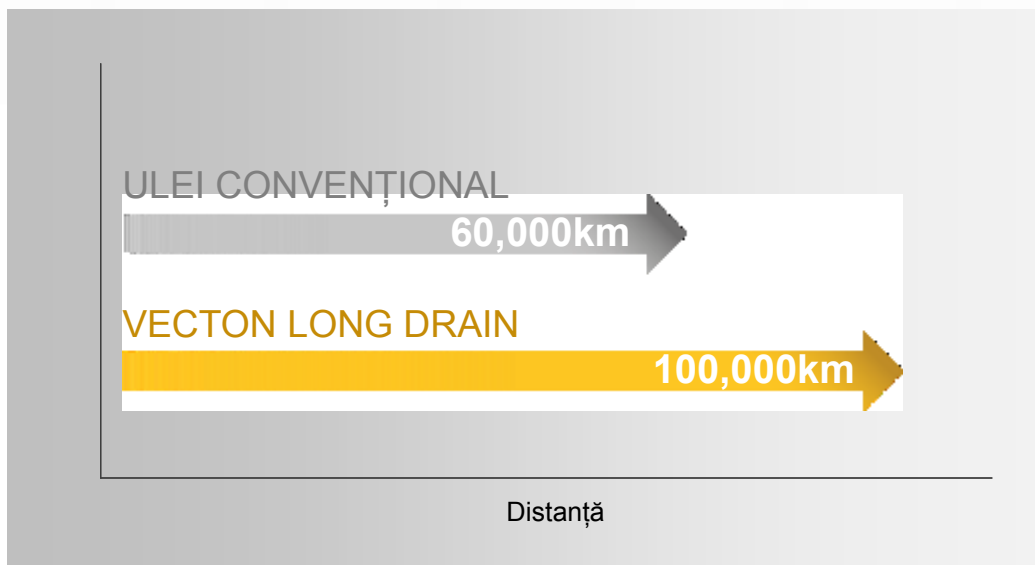 ULEI CONVENȚIONAL
60,000km
VECTON LONG DRAIN
100,000km
Distanță